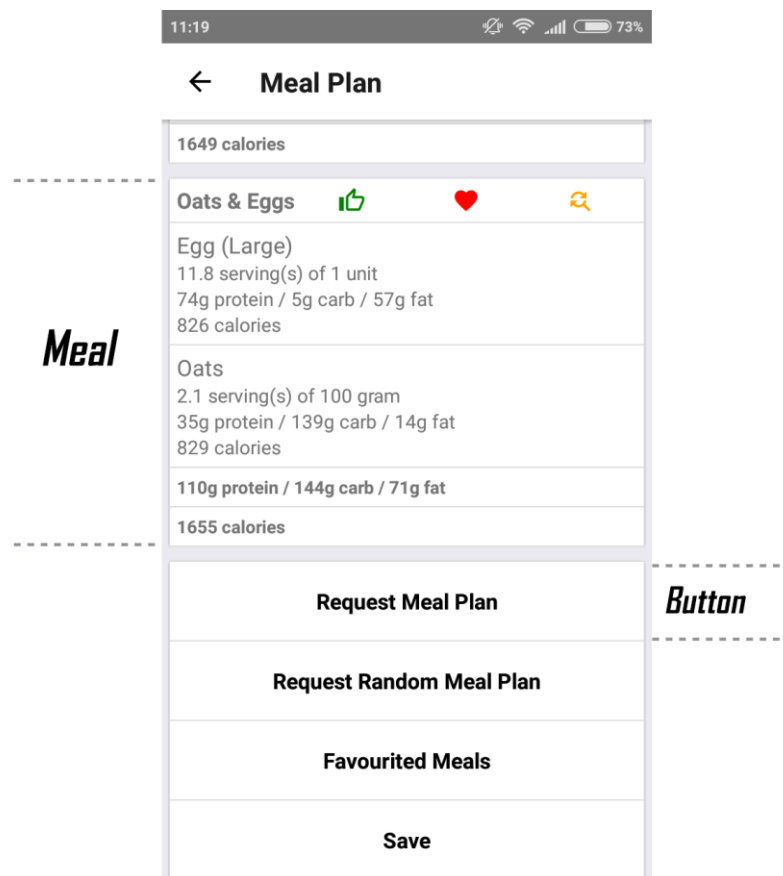 11:19 73%
Meal Plan
1649 calories
Oats & Eggs
Egg (Large)
11.8 serving(s) of 1 unit
74g protein / 5g carb / 57g fat
826 calories
Meal
Oats
2.1 serving(s) of 100 gram
35g protein / 139g carb / 14g fat
829 calories
110g protein / 144g carb / 71g fat
1655 calories
Request Meal Plan
Button
Request Random Meal Plan
Favourited Meals
Save